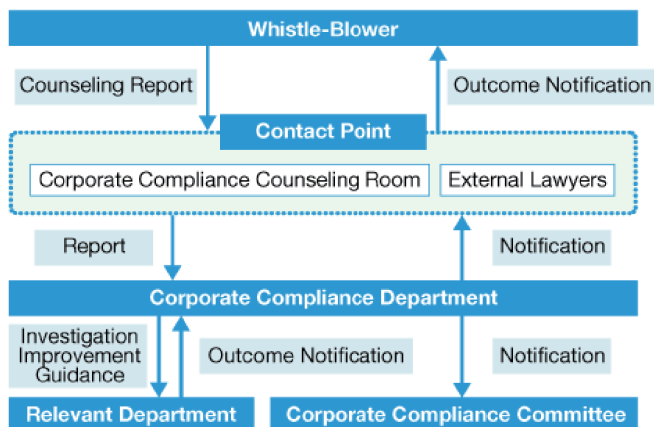 Whistle-Blower
Counseling Report
Outcome Notification
Contact Point
Corporate Compliance Counseling Room
External Lawyers
Report
Notification
Corporate Compliance Department
Investigation
Improvement
Guidance
Outcome Notification
Notification
Relevant Department
Corporate Compliance Committee